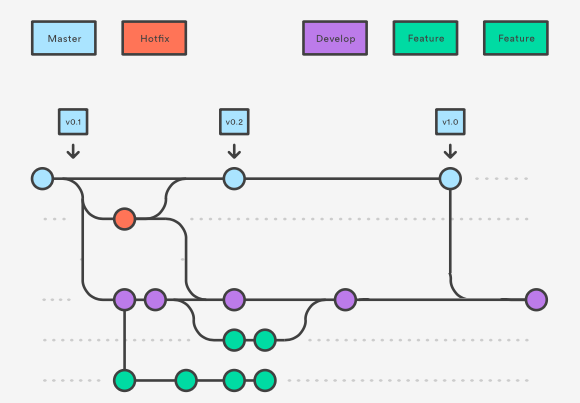 Master
Hotfix
Develop
Feature
Feature
v0.1
v0.2
v1.0